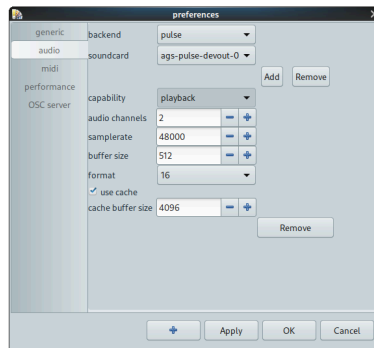 preferences
generic
audio
midi
performance
OSC server
backend pulse
soundcard ags-pulse-devout-0
Add Remove
capability playback
audio channels 2
samplerate 48000
buffer size 512
format 16
use cache
cache buffer size 4096
Remove
Apply OK Cancel